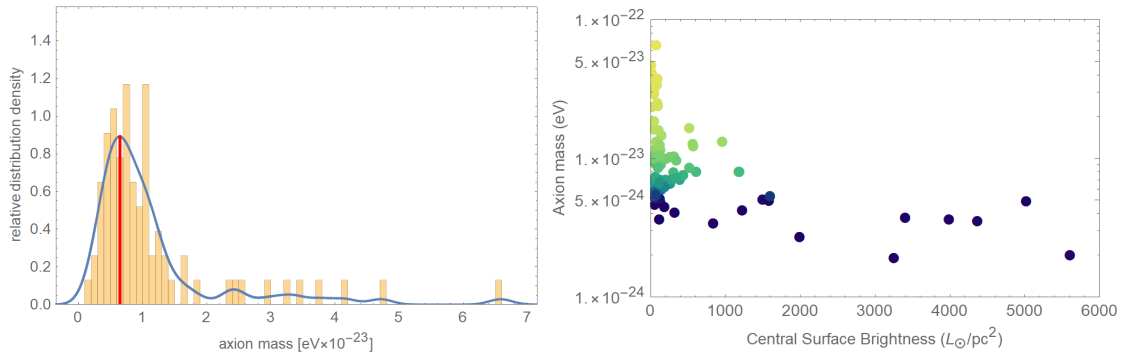 relative distribution density
1.4
1.2
1.0
0.8
0.6
0.4
0.2
0.0
0 1 2 3 4 5 6 7
axion mass [eV×10−23]
Axion mass (eV)
1.×10−22
5.×10−23
1.×10−23
5.×10−24
1.×10−24
0 1000 2000 3000 4000 5000 6000
Central Surface Brightness (L⊙/pc2)